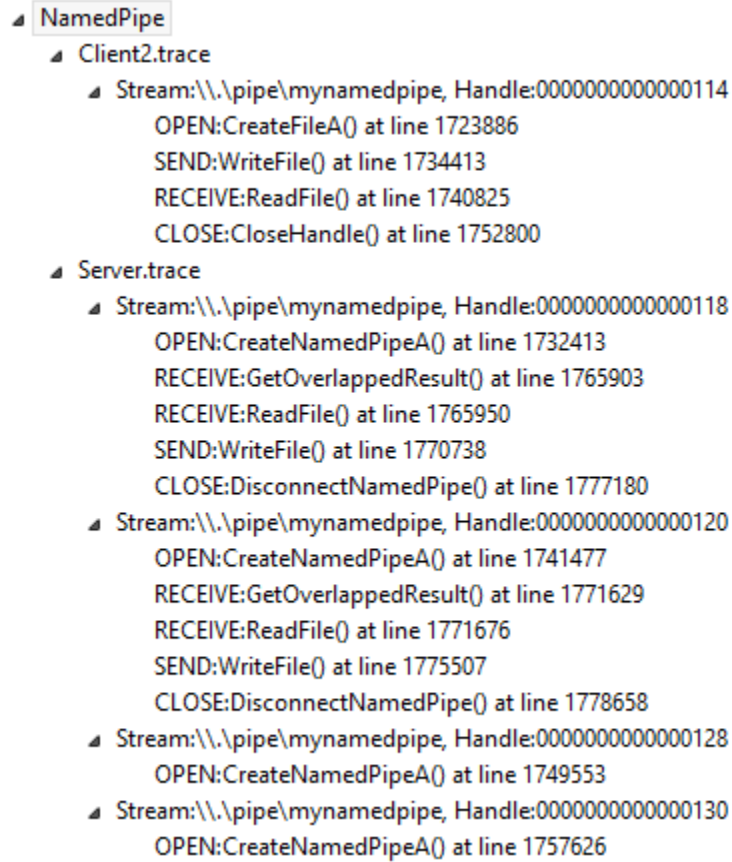 NamedPipe
Client2.trace
Stream:\\.\pipe\mynamedpipe, Handle:0000000000000114
OPEN:CreateFileA() at line 1723886
SEND:WriteFile() at line 1734413
RECEIVE:ReadFile() at line 1740825
CLOSE:CloseHandle() at line 1752800
Server.trace
Stream:\\.\pipe\mynamedpipe, Handle:0000000000000118
OPEN:CreateNamedPipeA() at line 1732413
RECEIVE:GetOverlappedResult() at line 1765903
RECEIVE:ReadFile() at line 1765950
SEND:WriteFile() at line 1770738
CLOSE:DisconnectNamedPipe() at line 1777180
Stream:\\.\pipe\mynamedpipe, Handle:0000000000000120
OPEN:CreateNamedPipeA() at line 1741477
RECEIVE:GetOverlappedResult() at line 1771629
RECEIVE:ReadFile() at line 1771676
SEND:WriteFile() at line 1775507
CLOSE:DisconnectNamedPipe() at line 1778658
Stream:\\.\pipe\mynamedpipe, Handle:0000000000000128
OPEN:CreateNamedPipeA() at line 1749553
Stream:\\.\pipe\mynamedpipe, Handle:0000000000000130
OPEN:CreateNamedPipeA() at line 1757626